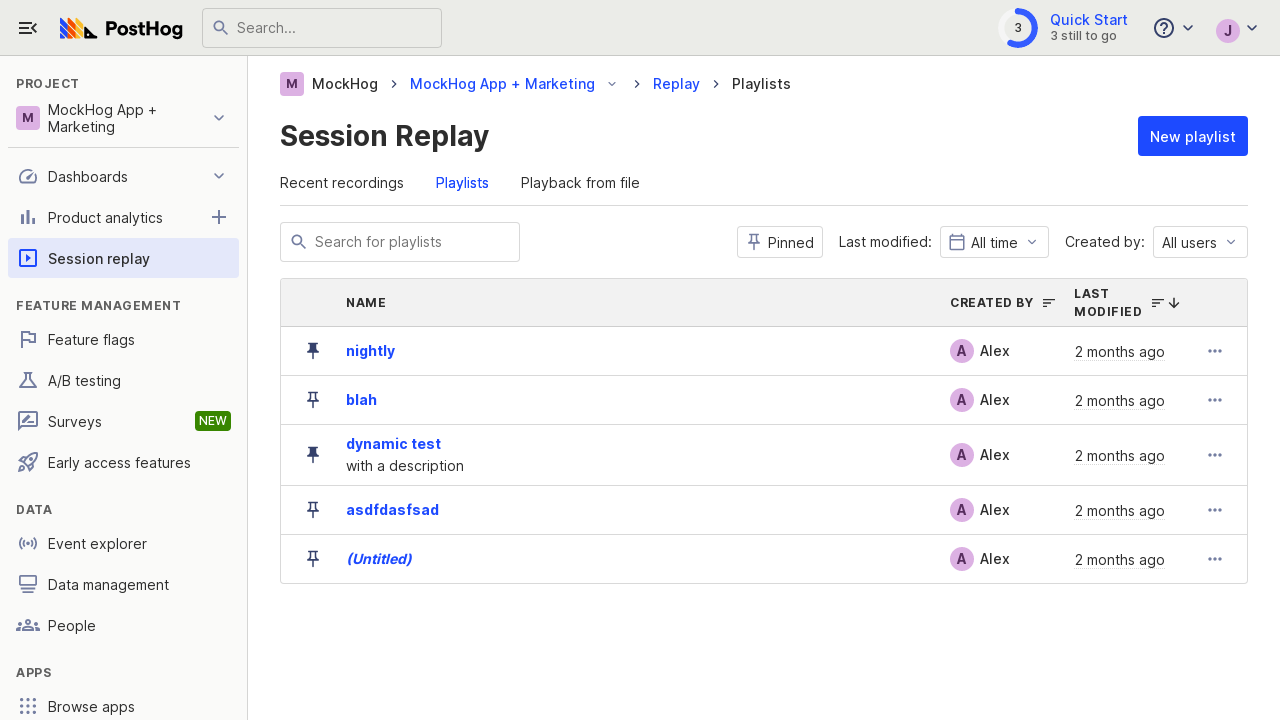 PostHog
Search...
3
Quick Start
3 still to go
J
PROJECT
M
MockHog App +
Marketing
Dashboards
Product analytics
Session replay
FEATURE MANAGEMENT
Feature flags
A/B testing
Surveys
NEW
Early access features
DATA
Event explorer
Data management
People
APPS
Browse apps
M MockHog MockHog App + Marketing Replay Playlists
Session Replay
New playlist
Recent recordings Playlists Playback from file
Search for playlists
Pinned Last modified: All time Created by: All users
NAME CREATED BY LAST
MODIFIED
nightly A Alex 2 months ago
blah A Alex 2 months ago
dynamic test
with a description
A Alex 2 months ago
asdfdasfsad A Alex 2 months ago
(Untitled) A Alex 2 months ago